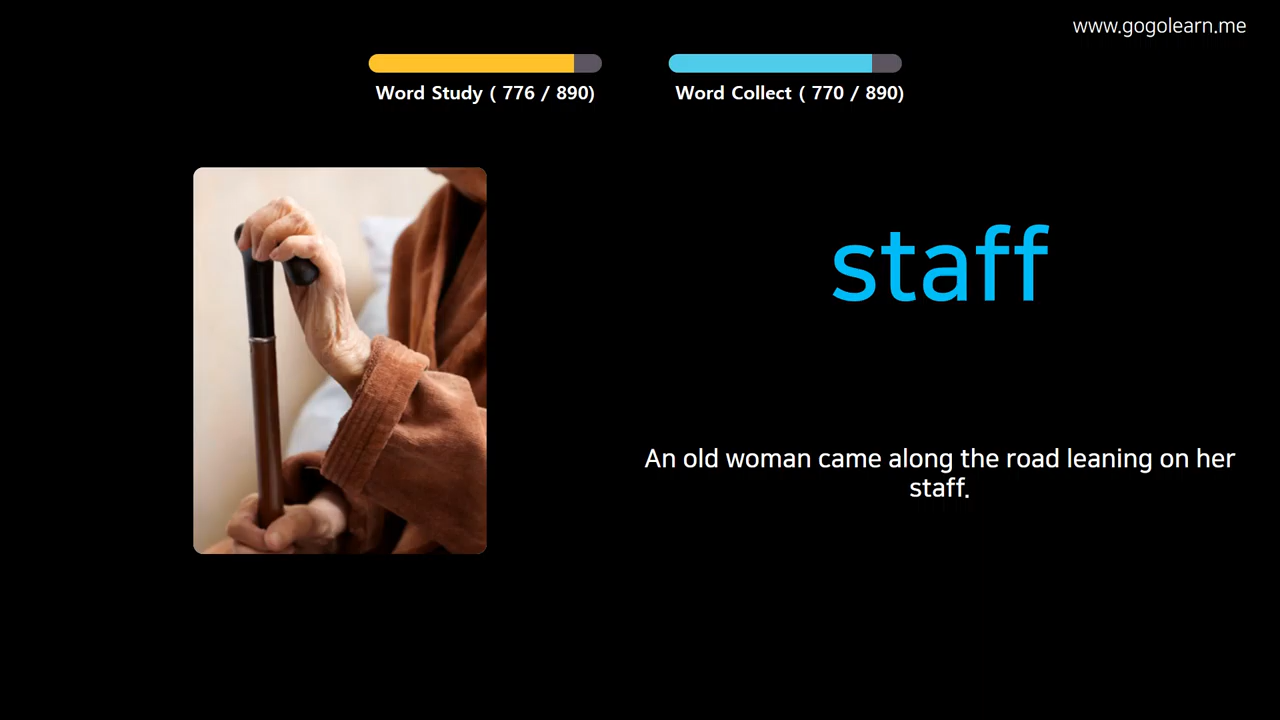 www.gogolearn.me
Word Study ( 776 / 890)
Word Collect ( 770 / 890)
staff
An old woman came along the road leaning on her
staff.